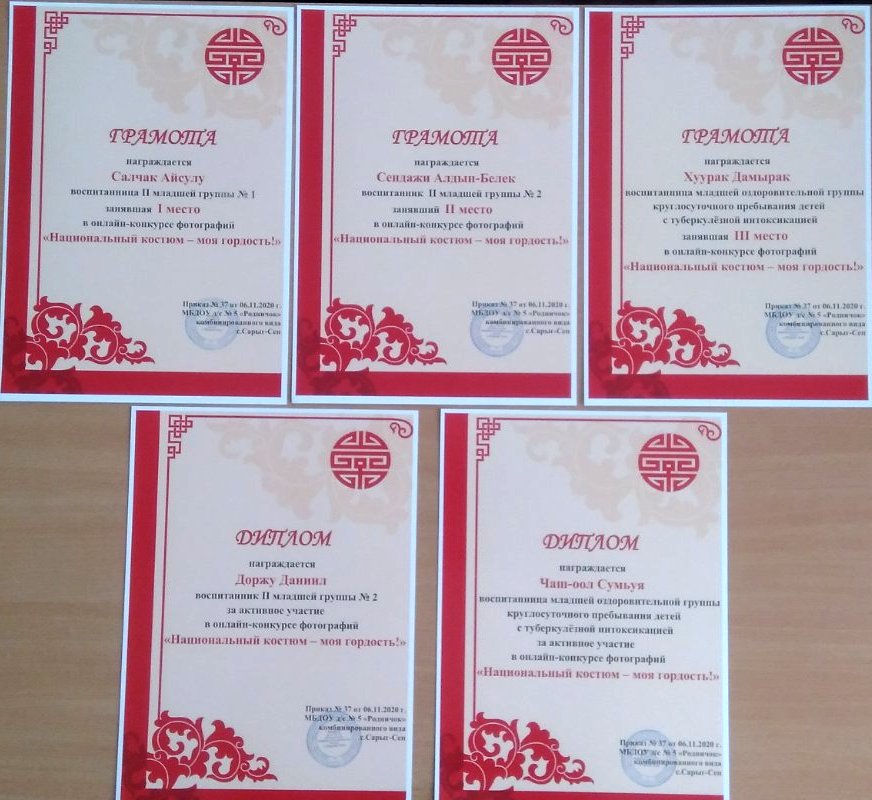 ГРАМОТА
награждается
Салчак Айсулу
воспитанница II младшей группы № 1
занявшая I место
в онлайн-конкурсе фотографий
«Национальный костюм – моя гордость!»
Приказ № 37 от 06.11.2020 г.
МБДОУ д/с № 5 «Родничок»
комбинированного вида
с.Сарыг-Сеп
ГРАМОТА
награждается
Сендажи Алдын-Белек
воспитанник II младшей группы № 2
занявший II место
в онлайн-конкурсе фотографий
«Национальный костюм – моя гордость!»
Приказ № 37 от 06.11.2020 г.
МБДОУ д/с № 5 «Родничок»
комбинированного вида
с.Сарыг-Сеп
ГРАМОТА
награждается
Хуурак Дамырак
воспитанница младшей оздоровительной группы
круглосуточного пребывания детей
с туберкулёзной интоксикацией
занявшая III место
в онлайн-конкурсе фотографий
«Национальный костюм – моя гордость!»
Приказ № 37 от 06.11.2020 г.
МБДОУ д/с № 5 «Родничок»
комбинированного вида
с.Сарыг-Сеп
ДИПЛОМ
награждается
Доржу Даниил
воспитанник II младшей группы № 2
за активное участие
в онлайн-конкурсе фотографий
«Национальный костюм – моя гордость!»
Приказ № 37 от 06.11.2020 г.
МБДОУ д/с № 5 «Родничок»
комбинированного вида
с.Сарыг-Сеп
ДИПЛОМ
награждается
Чаш-оол Сумьуя
воспитанница младшей оздоровительной группы
круглосуточного пребывания детей
с туберкулёзной интоксикацией
за активное участие
в онлайн-конкурсе фотографий
«Национальный костюм – моя гордость!»
Приказ № 37 от 06.11.2020 г.
МБДОУ д/с № 5 «Родничок»
комбинированного вида
с.Сарыг-Сеп